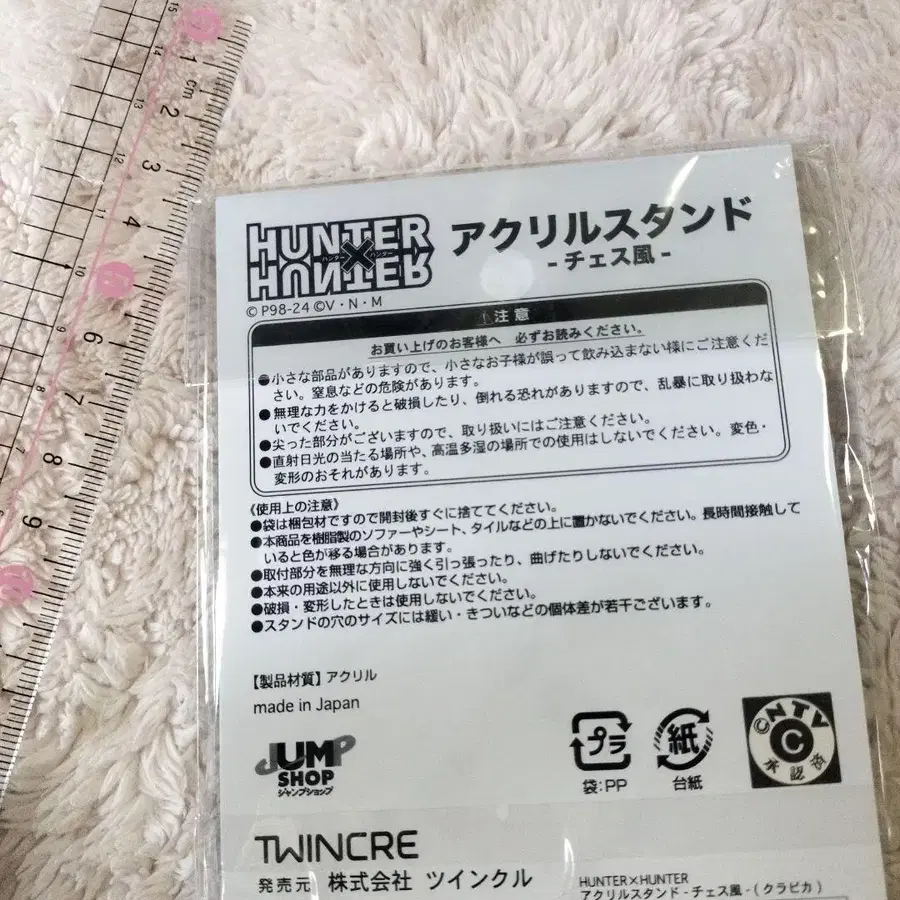 15
14
1 cm
13
2
12
3
11
4
10
9
6
8
7
7
8
9
HUNTER
ハンター×ハンター
HUNTER
アクリルスタンド
-チェス風-
©P98-24 ©V・N・M
注意
お買い上げのお客様へ 必ずお読みください。
●小さな部品がありますので、小さなお子様が誤って飲み込まない様にご注意くだ
さい。窒息などの危険があります。
●無理な力をかけると破損したり、倒れる恐れがありますので、乱暴に取り扱わな
いでください。
●尖った部分がございますので、取り扱いにはご注意ください。
●直射日光の当たる場所や、高温多湿の場所での使用はしないでください。変色・
変形のおそれがあります。
《使用上の注意》
●袋は梱包材ですので開封後すぐに捨ててください。
●本商品を樹脂製のソファーやシート、タイルなどの上に置かないでください。長時間接触して
いると色が移る場合があります。
●取付部分を無理な方向に強く引っ張ったり、曲げたりしないでください。
●本来の用途以外に使用しないでください。
●破損・変形したときは使用しないでください。
●スタンドの穴のサイズには緩い・きついなどの個体差が若干ございます。
【製品材質】アクリル
made in Japan
JUMP
SHOP
ジャンプショップ
プラ
袋:PP
紙
台紙
©NTV
C
承認済
TWINCRE
発売元 株式会社 ツインクル
HUNTER×HUNTER
アクリルスタンド-チェス風-(クラピカ)